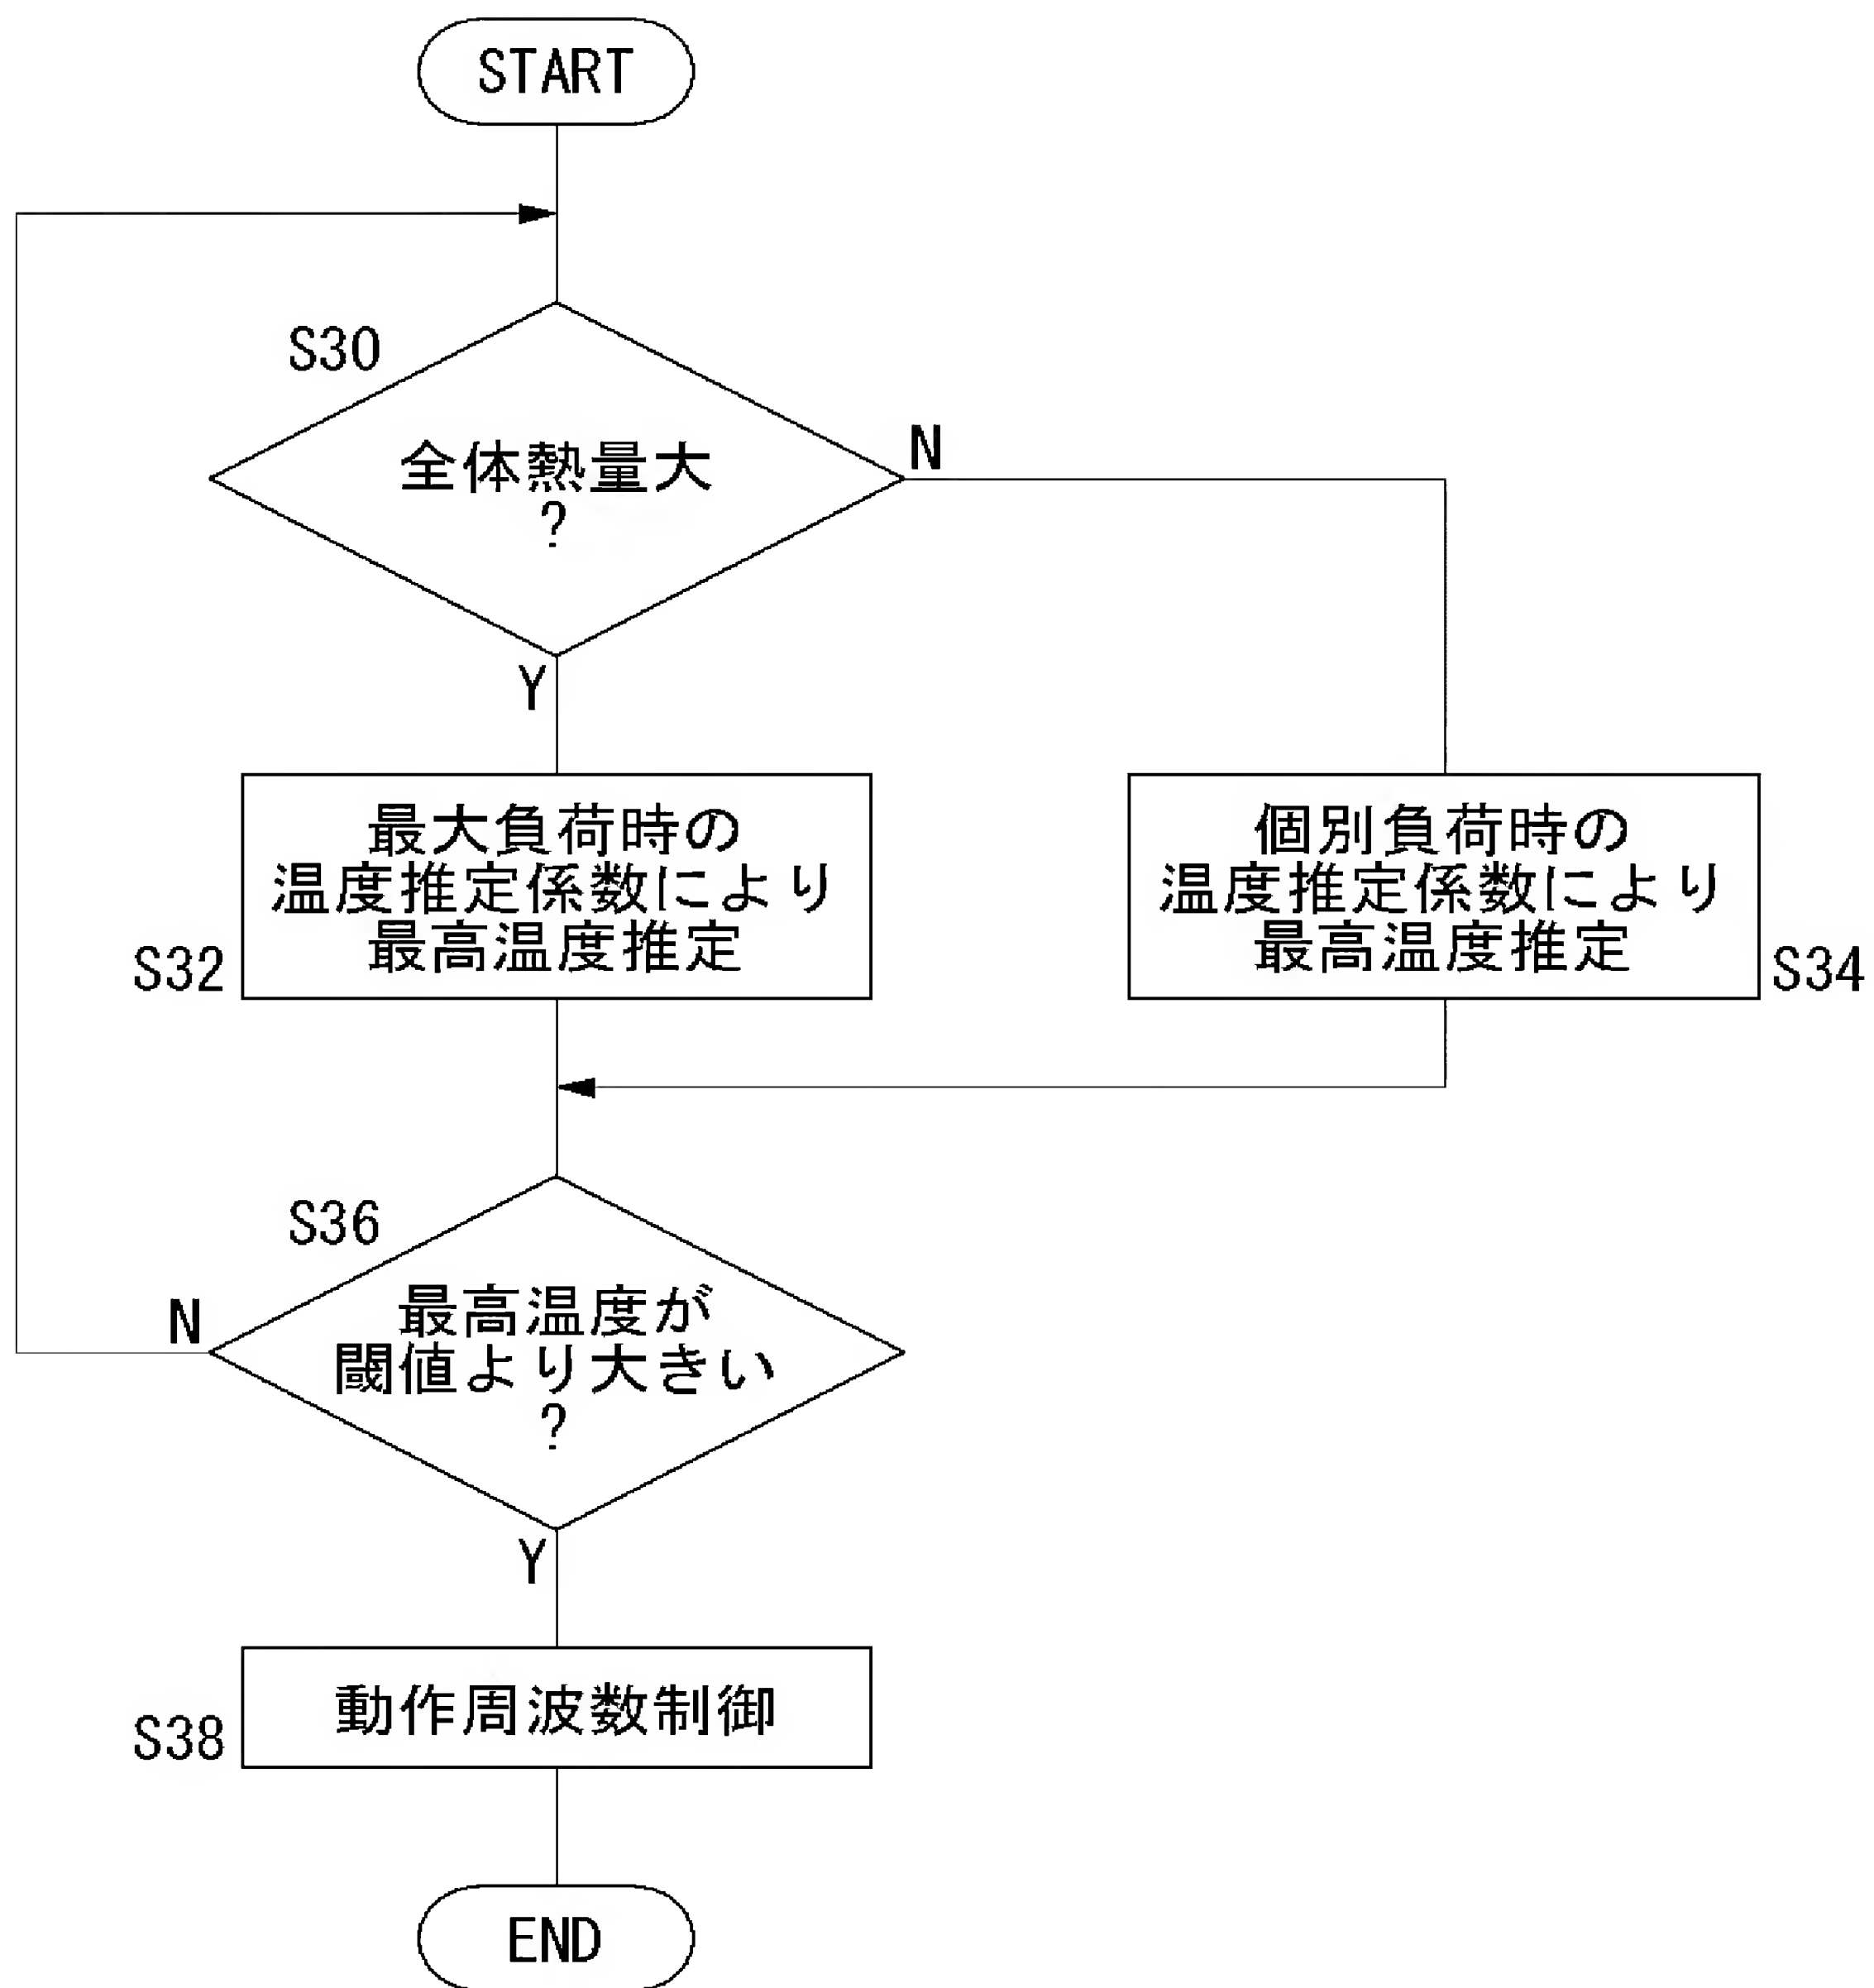 START
S30
全体熱量大
?
N
Y
最大負荷時の
温度推定係数により
最高温度推定
S32
個別負荷時の
温度推定係数により
最高温度推定
S34
S36
最高温度が
閾値より大きい
?
N
Y
動作周波数制御
S38
END